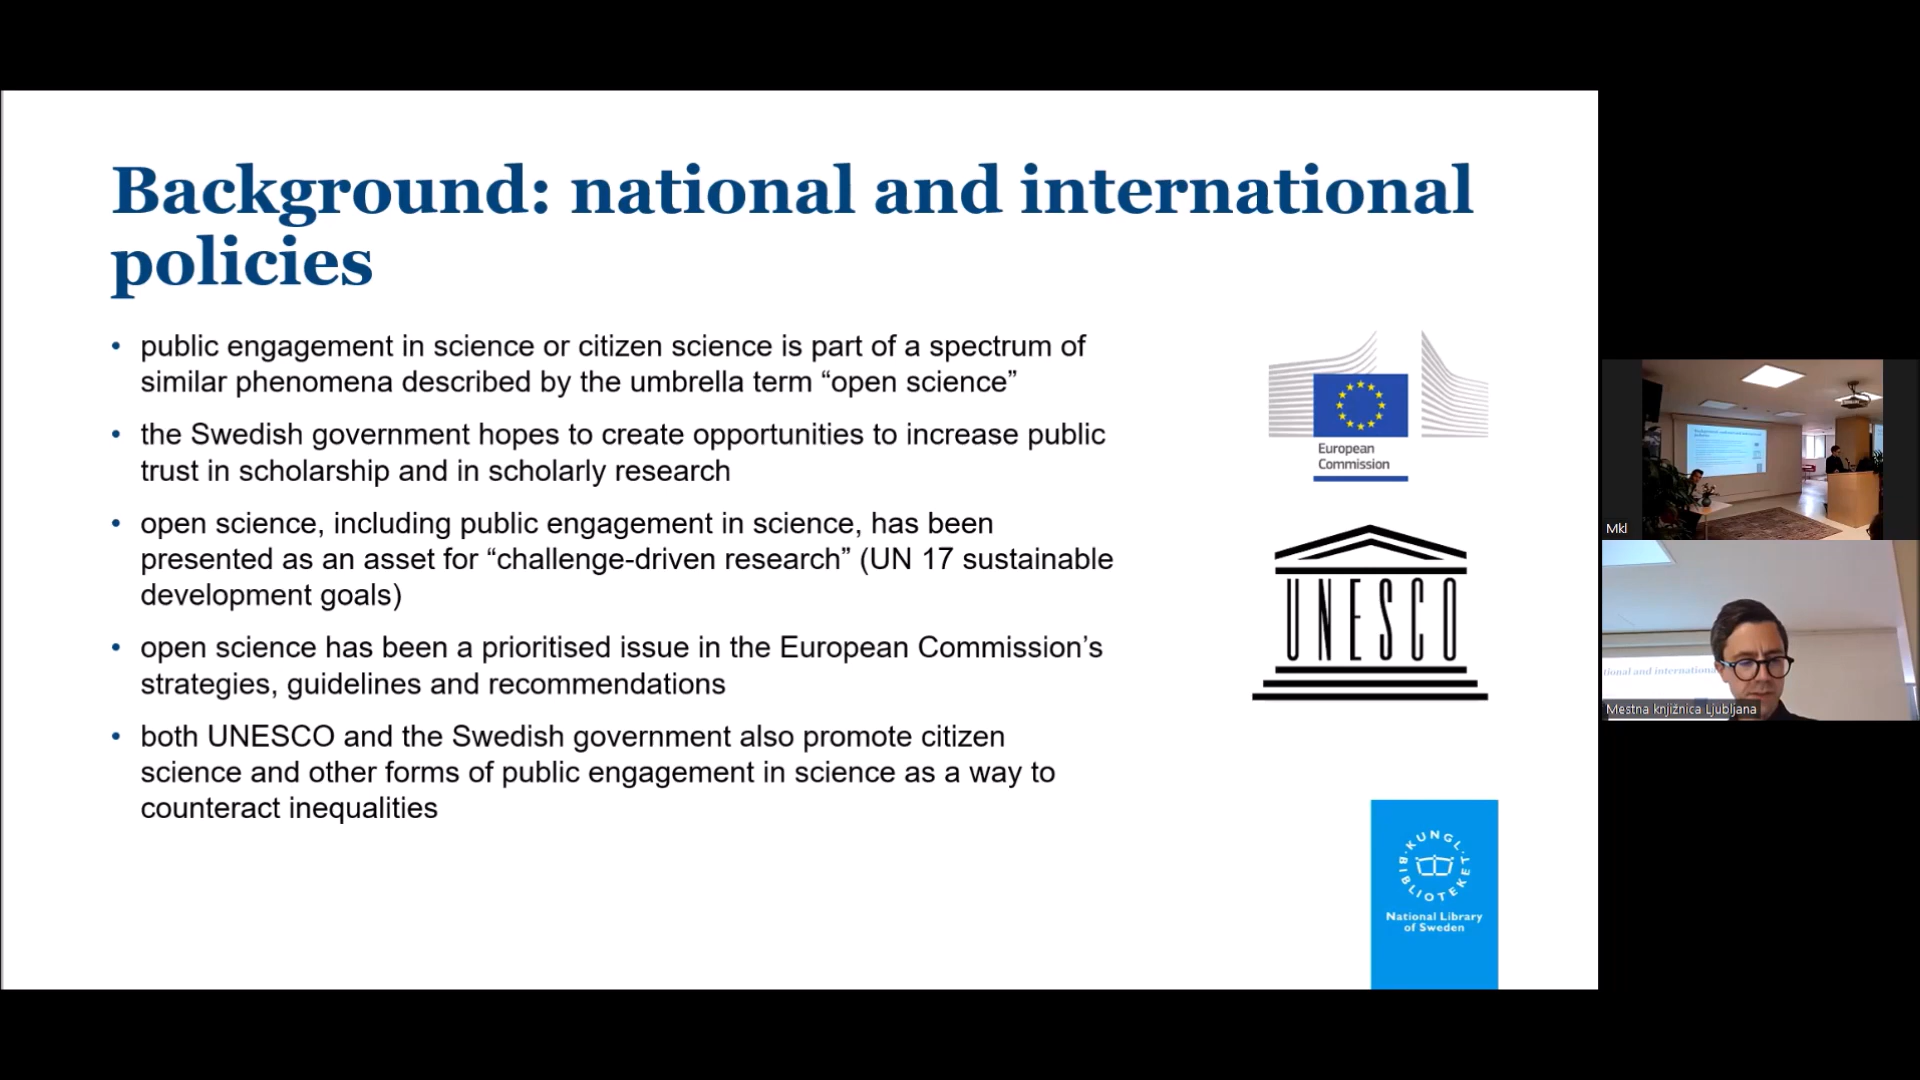 Background: national and international
policies
• public engagement in science or citizen science is part of a spectrum of
similar phenomena described by the umbrella term “open science”
• the Swedish government hopes to create opportunities to increase public
trust in scholarship and in scholarly research
• open science, including public engagement in science, has been
presented as an asset for “challenge-driven research” (UN 17 sustainable
development goals)
• open science has been a prioritised issue in the European Commission’s
strategies, guidelines and recommendations
• both UNESCO and the Swedish government also promote citizen
science and other forms of public engagement in science as a way to
counteract inequalities
European
Commission
UNESCO
KUNGL.
BIBLIOTEKET
National Library
of Sweden
Mkl
tional and international
Mestna knjižnica Ljubljana